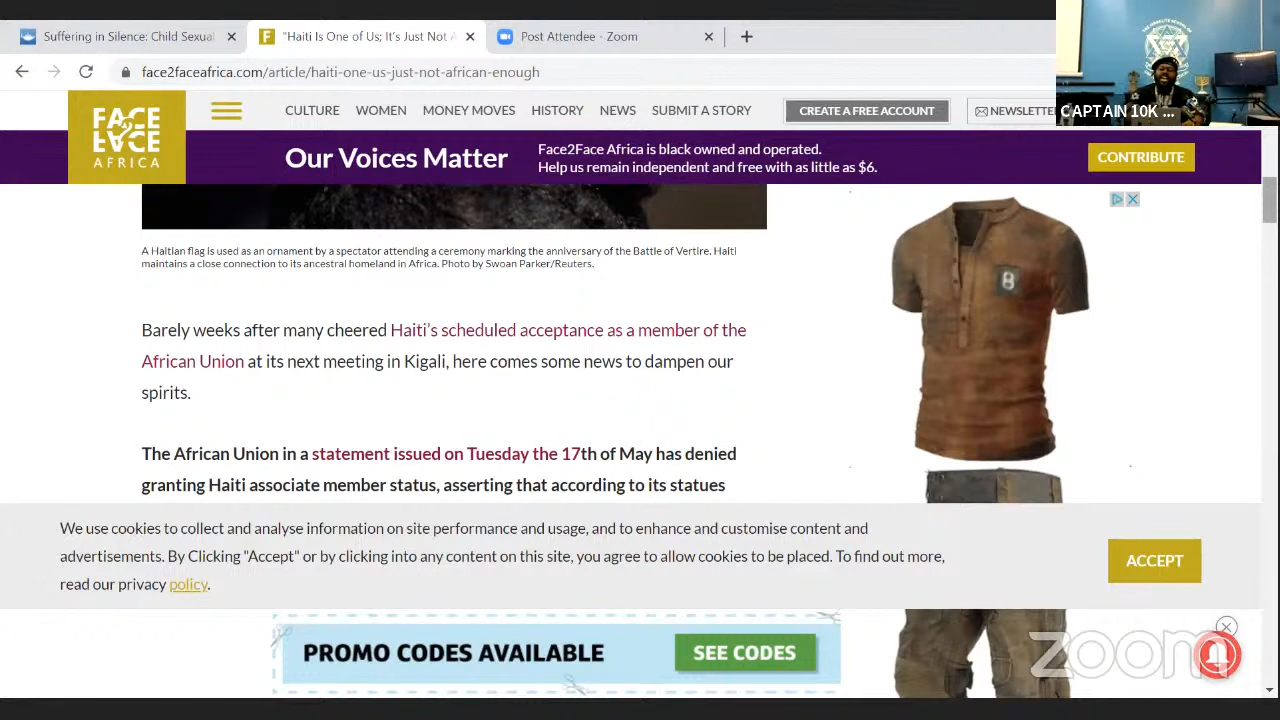 Suffering in Silence: Child Sexual
"Haiti Is One of Us; It's Just Not A
Post Attendee - Zoom
face2faceafrica.com/article/haiti-one-us-just-not-african-enough
CAPTAIN 10K ...
FACE
2
FACE
AFRICA
CULTURE WOMEN MONEY MOVES HISTORY NEWS SUBMIT A STORY
CREATE A FREE ACCOUNT
NEWSLETTE
Our Voices Matter
Face2Face Africa is black owned and operated.
Help us remain independent and free with as little as $6.
CONTRIBUTE
A Haitian flag is used as an ornament by a spectator attending a ceremony marking the anniversary of the Battle of Vertire. Haiti
maintains a close connection to its ancestral homeland in Africa. Photo by Swoan Parker/Reuters.
Barely weeks after many cheered Haiti's scheduled acceptance as a member of the
African Union at its next meeting in Kigali, here comes some news to dampen our
spirits.
The African Union in a statement issued on Tuesday the 17th of May has denied
granting Haiti associate member status, asserting that according to its statues
8
We use cookies to collect and analyse information on site performance and usage, and to enhance and customise content and
advertisements. By Clicking "Accept" or by clicking into any content on this site, you agree to allow cookies to be placed. To find out more,
read our privacy policy.
ACCEPT
PROMO CODES AVAILABLE
SEE CODES
zoom